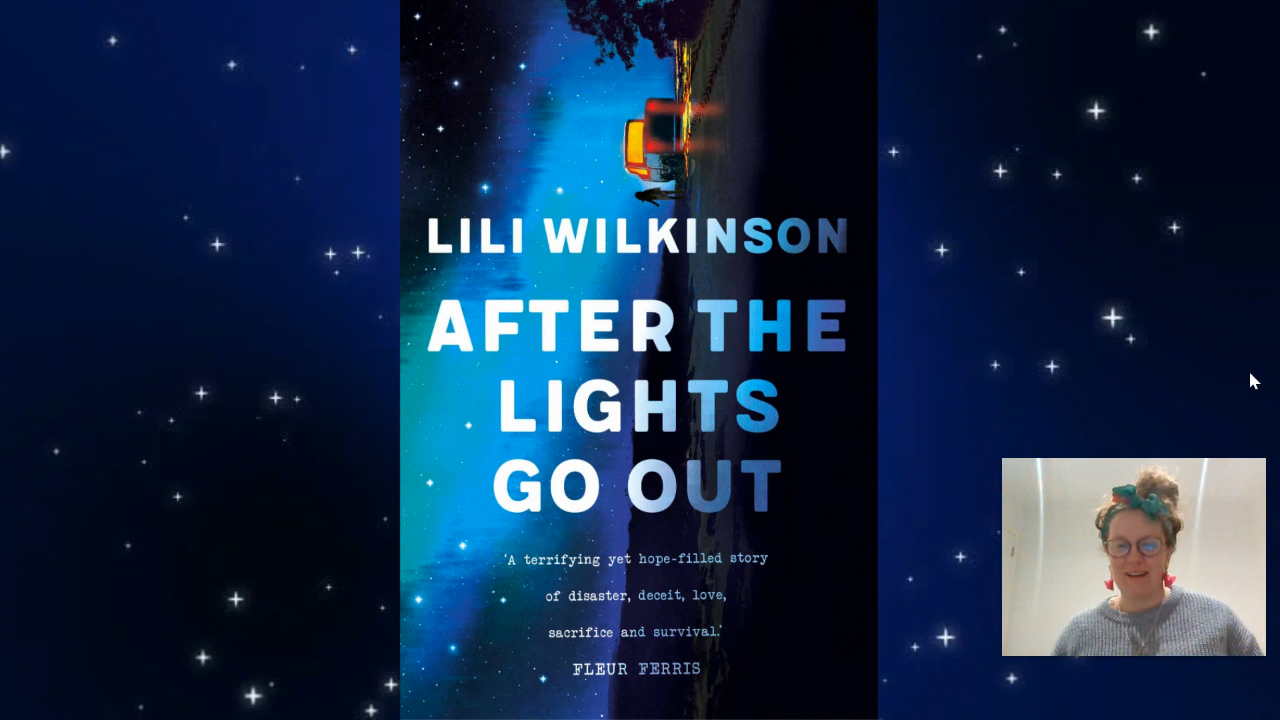 LILI WILKINSON
AFTER THE
LIGHTS
GO OUT
'A terrifying yet hope-filled story
of disaster, deceit, love,
sacrifice and survival.'
FLEUR FERRIS